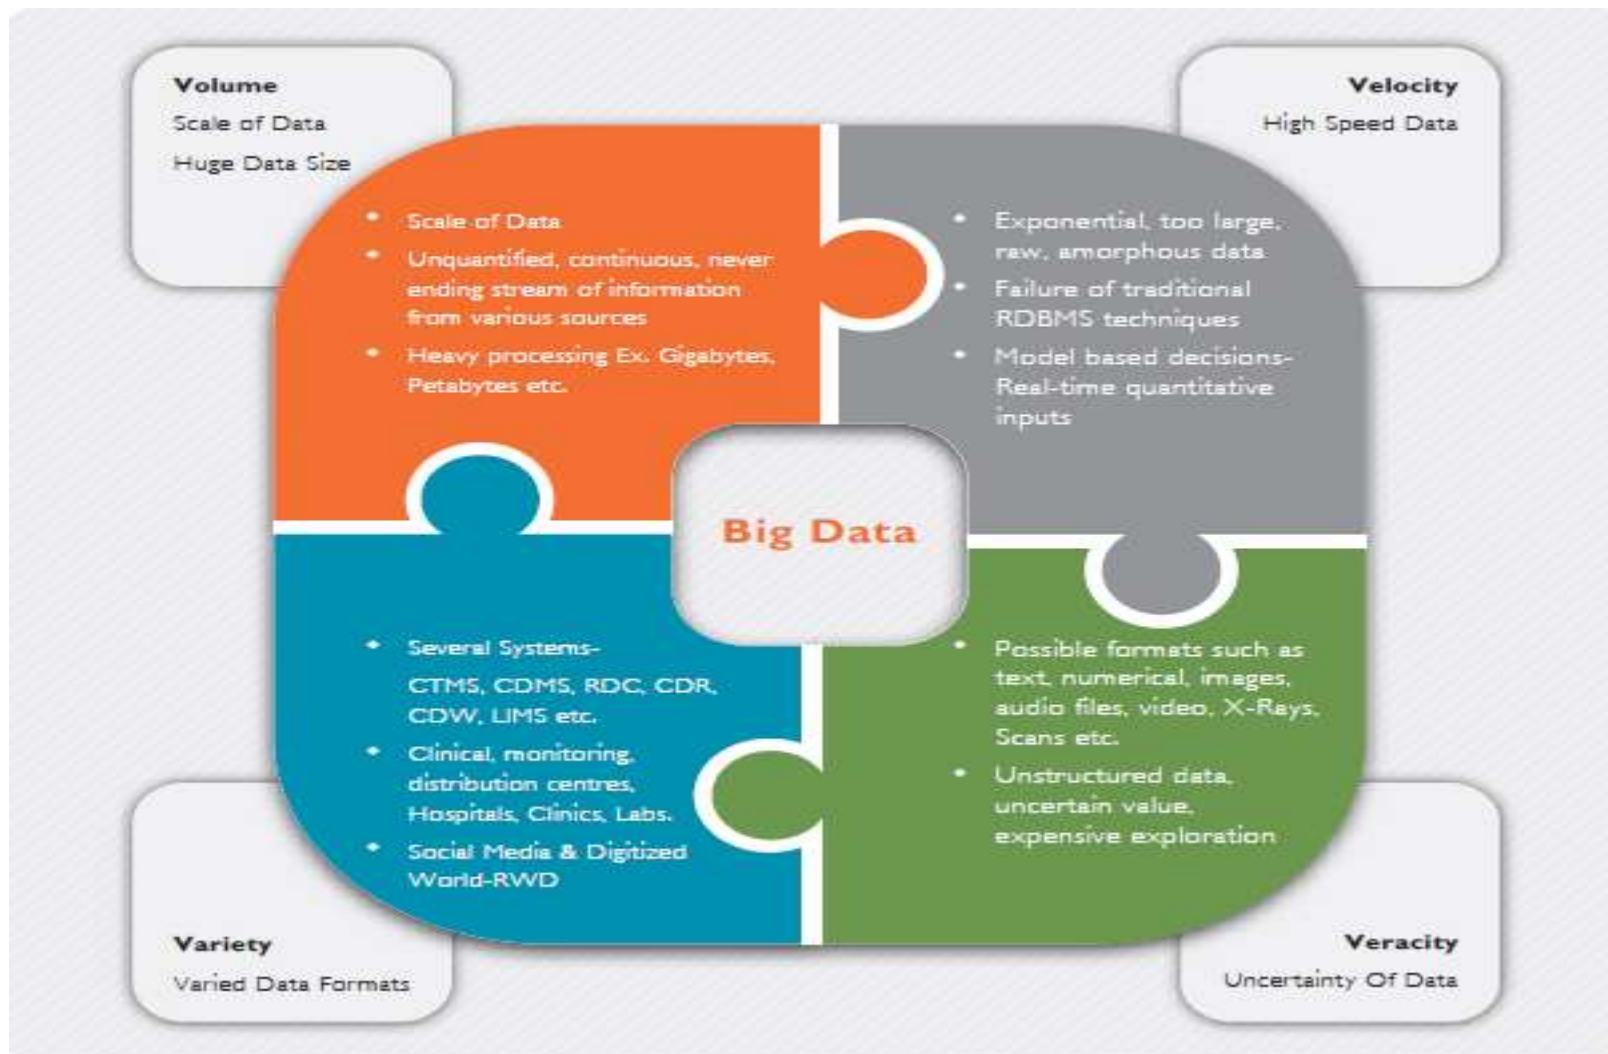 Volume
Scale of Data
Huge Data Size
Velocity
High Speed Data
• Scale of Data
• Unquantified, continuous, never
ending stream of information
from various sources
• Heavy processing Ex. Gigabytes,
Petabytes etc.
• Exponential, too large,
raw, amorphous data
• Failure of traditional
RDBMS techniques
• Model based decisions-
Real-time quantitative
inputs
Big Data
• Several Systems-
CTMS, CDMS, RDC, CDR,
CDW, LIMS etc.
• Clinical, monitoring,
distribution centres,
Hospitals, Clinics, Labs.
• Social Media & Digitized
World-RWD
• Possible formats such as
text, numerical, images,
audio files, video, X-Rays,
Scans etc.
• Unstructured data,
uncertain value,
expensive exploration
Variety
Varied Data Formats
Veracity
Uncertainty Of Data